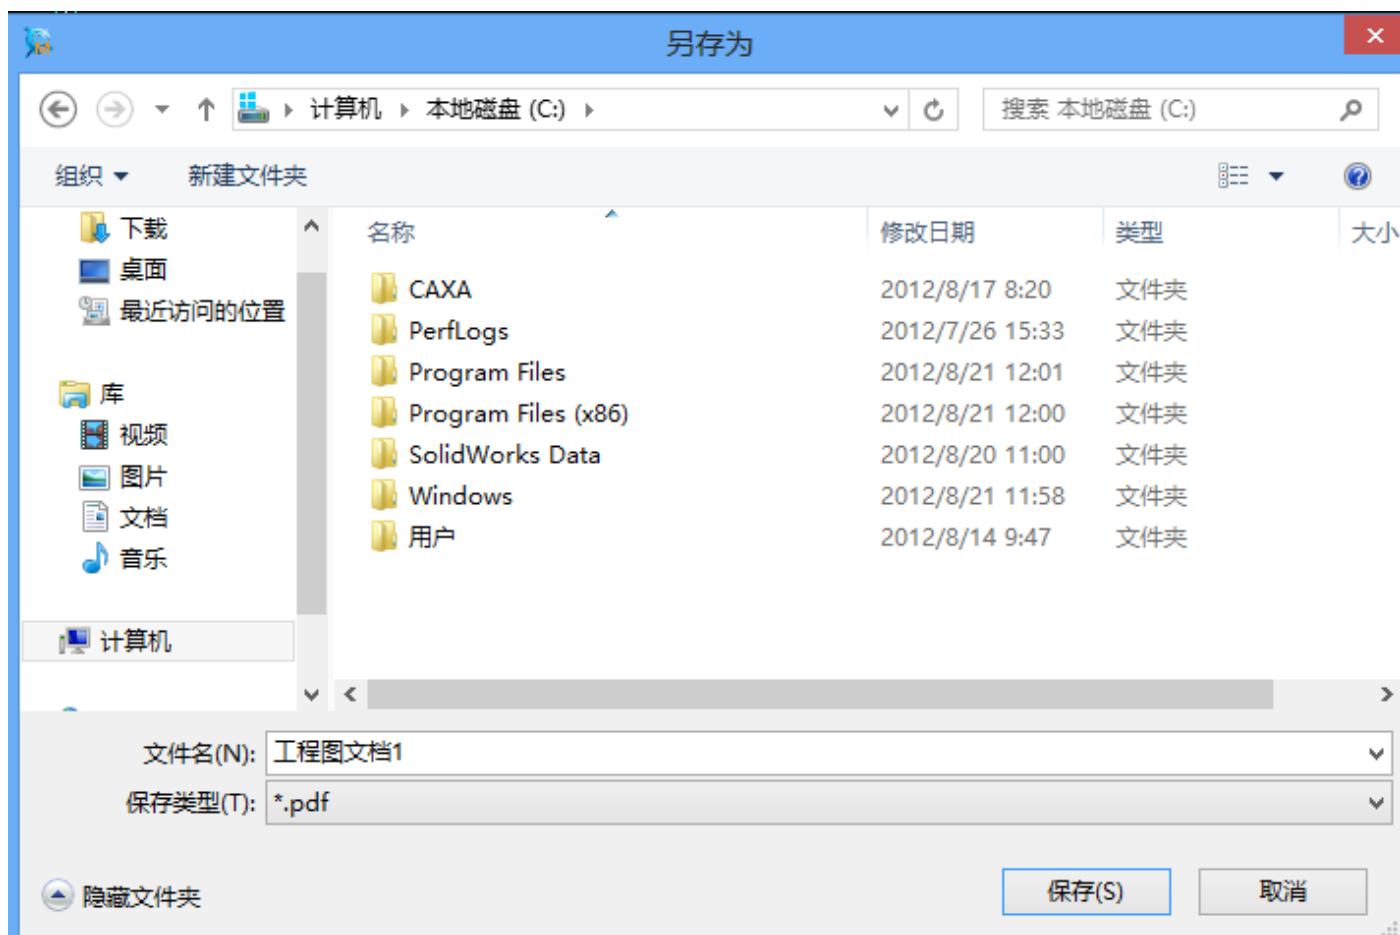 另存为
计算机 本地磁盘 (C:) 搜索 本地磁盘 (C:)
组织 新建文件夹
下载
桌面
最近访问的位置
库
视频
图片
文档
音乐
计算机
名称 修改日期 类型 大小
CAXA 2012/8/17 8:20 文件夹
PerfLogs 2012/7/26 15:33 文件夹
Program Files 2012/8/21 12:01 文件夹
Program Files (x86) 2012/8/21 12:00 文件夹
SolidWorks Data 2012/8/20 11:00 文件夹
Windows 2012/8/21 11:58 文件夹
用户 2012/8/14 9:47 文件夹
文件名(N): 工程图文档1
保存类型(T): *.pdf
隐藏文件夹 保存(S) 取消